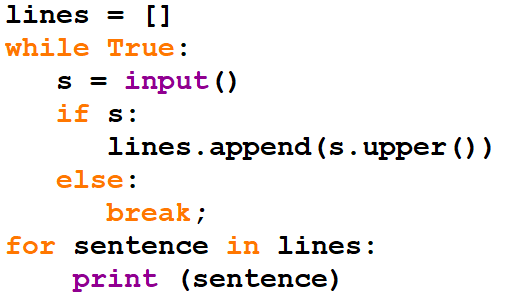 lines = []
while True:
   s = input()
   if s:
      lines.append(s.upper())
   else:
      break;
for sentence in lines:
    print (sentence)